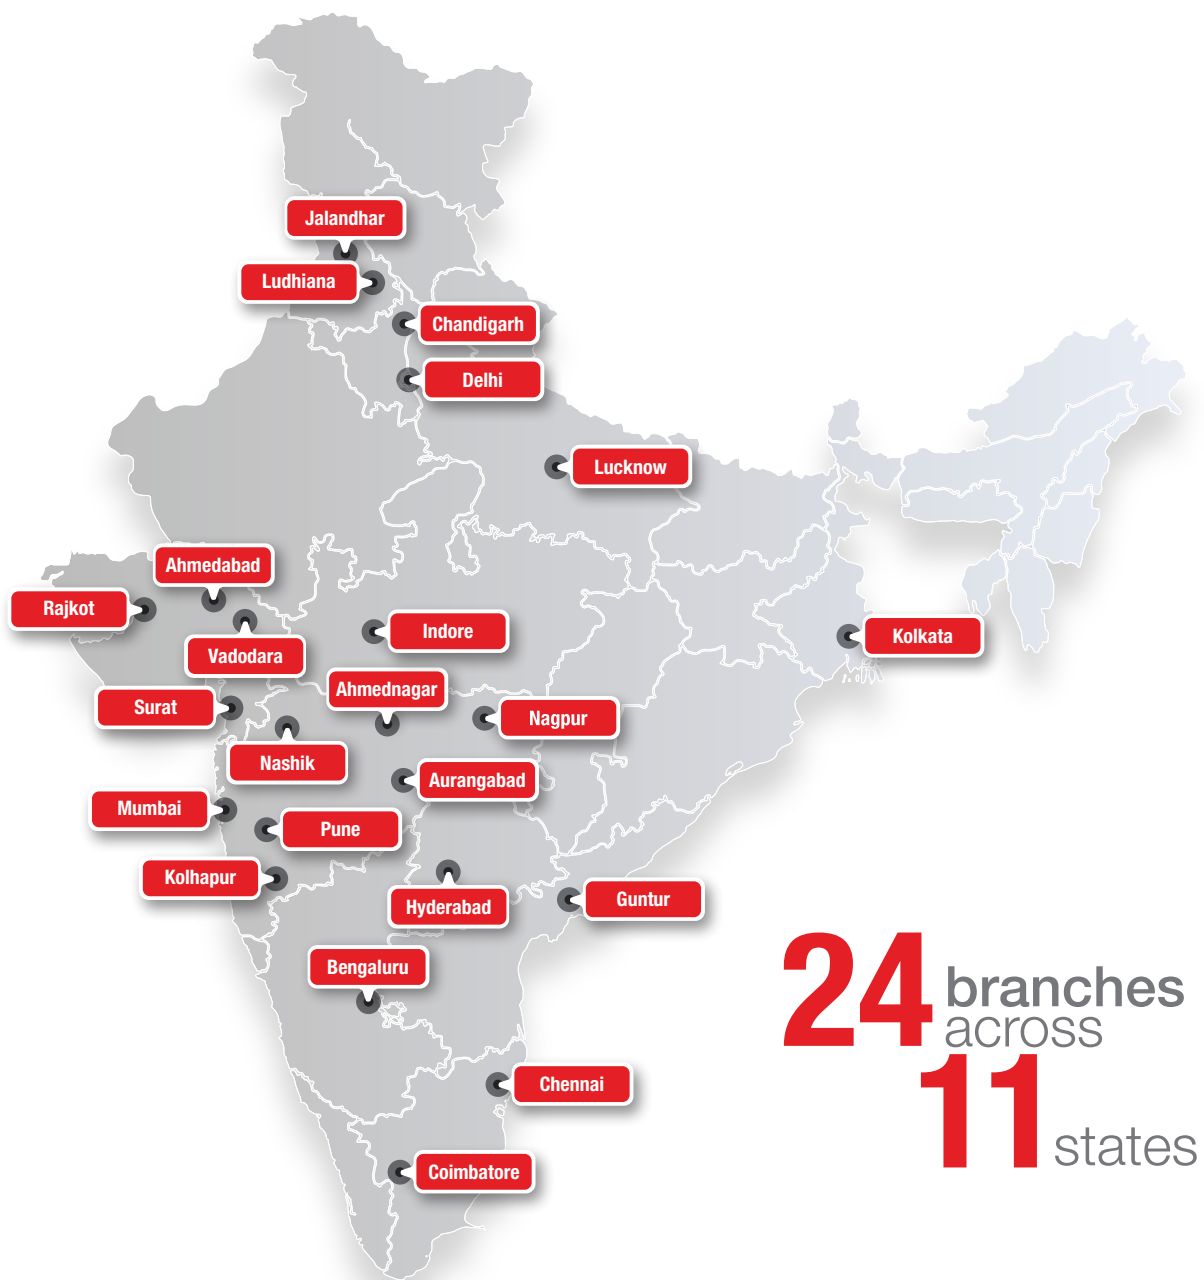 Jalandhar
Ludhiana
Chandigarh
Delhi
Lucknow
Ahmedabad
Rajkot
Vadodara
Indore
Kolkata
Ahmednagar
Surat
Nagpur
Nashik
Aurangabad
Mumbai
Pune
Kolhapur
Hyderabad
Guntur
Bengaluru
Chennai
Coimbatore
24 branches
across
11 states